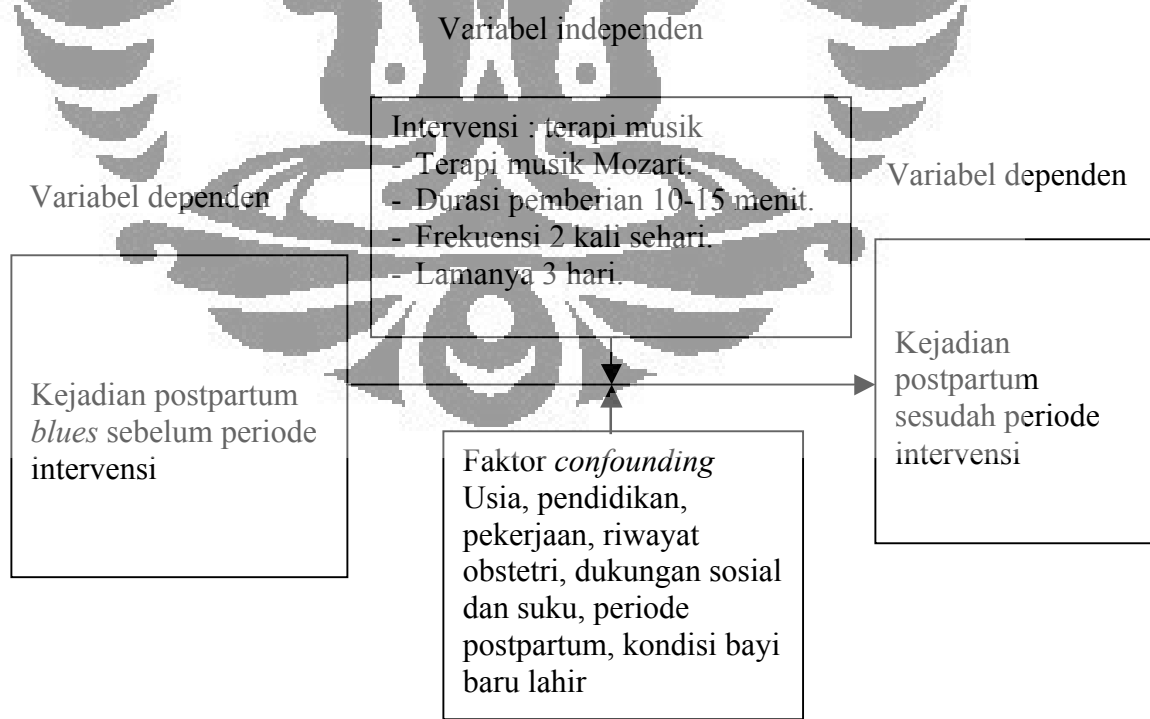 Variabel independen
Intervensi : terapi musik
- Terapi musik Mozart.
- Durasi pemberian 10-15 menit.
- Frekuensi 2 kali sehari.
- Lamanya 3 hari.
Variabel dependen
Kejadian postpartum
blues sebelum periode
intervensi
Variabel dependen
Kejadian
postpartum
sesudah periode
intervensi
Faktor confounding
Usia, pendidikan,
pekerjaan, riwayat
obstetri, dukungan sosial
dan suku, periode
postpartum, kondisi bayi
baru lahir